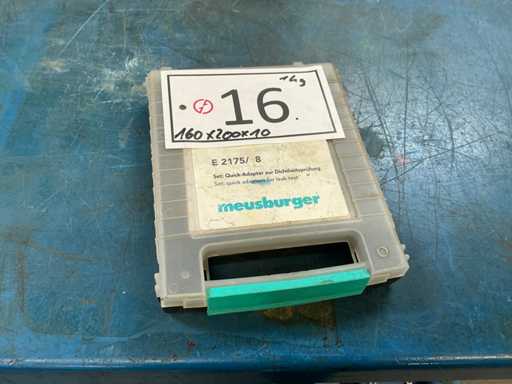 1kg
16.
160x200x10
E 2175/ 8
Set: Quick-Adapter zur Dichtheitsprüfung
Set: quick adapters for leak test
meusburger